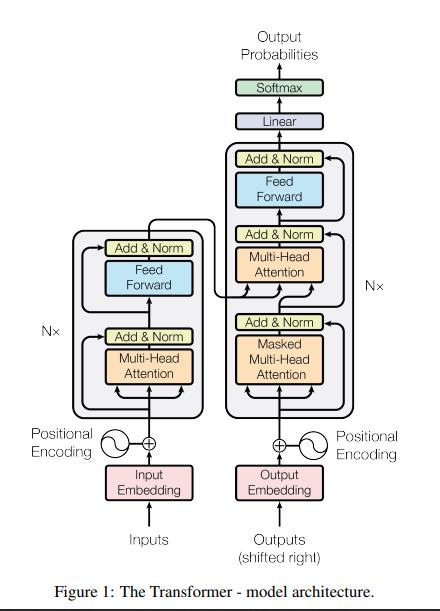 Output
Probabilities
Softmax
Linear
Add & Norm
Feed
Forward
Add & Norm
Multi-Head
Attention
Add & Norm
Masked
Multi-Head
Attention
Nx
Add & Norm
Feed
Forward
Add & Norm
Multi-Head
Attention
Nx
Positional
Encoding
Positional
Encoding
Input
Embedding
Output
Embedding
Inputs
Outputs
(shifted right)
Figure 1: The Transformer - model architecture.